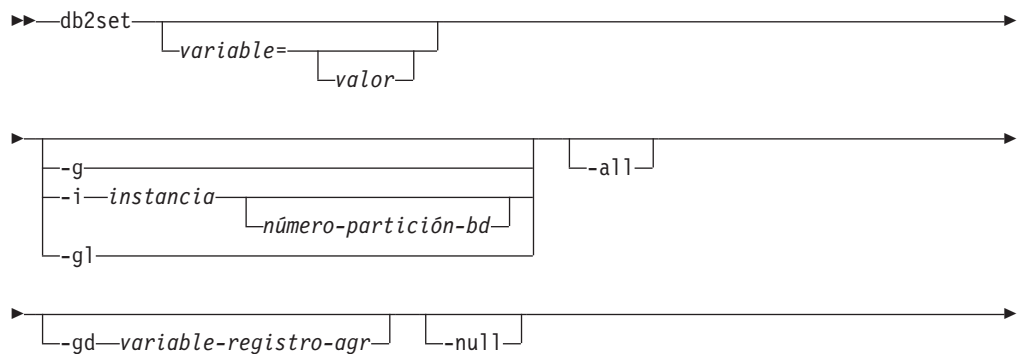 db2set
variable=
valor
-g
-all
-i instancia
número-partición-bd
-gl
-gd variable-registro-agr
-null